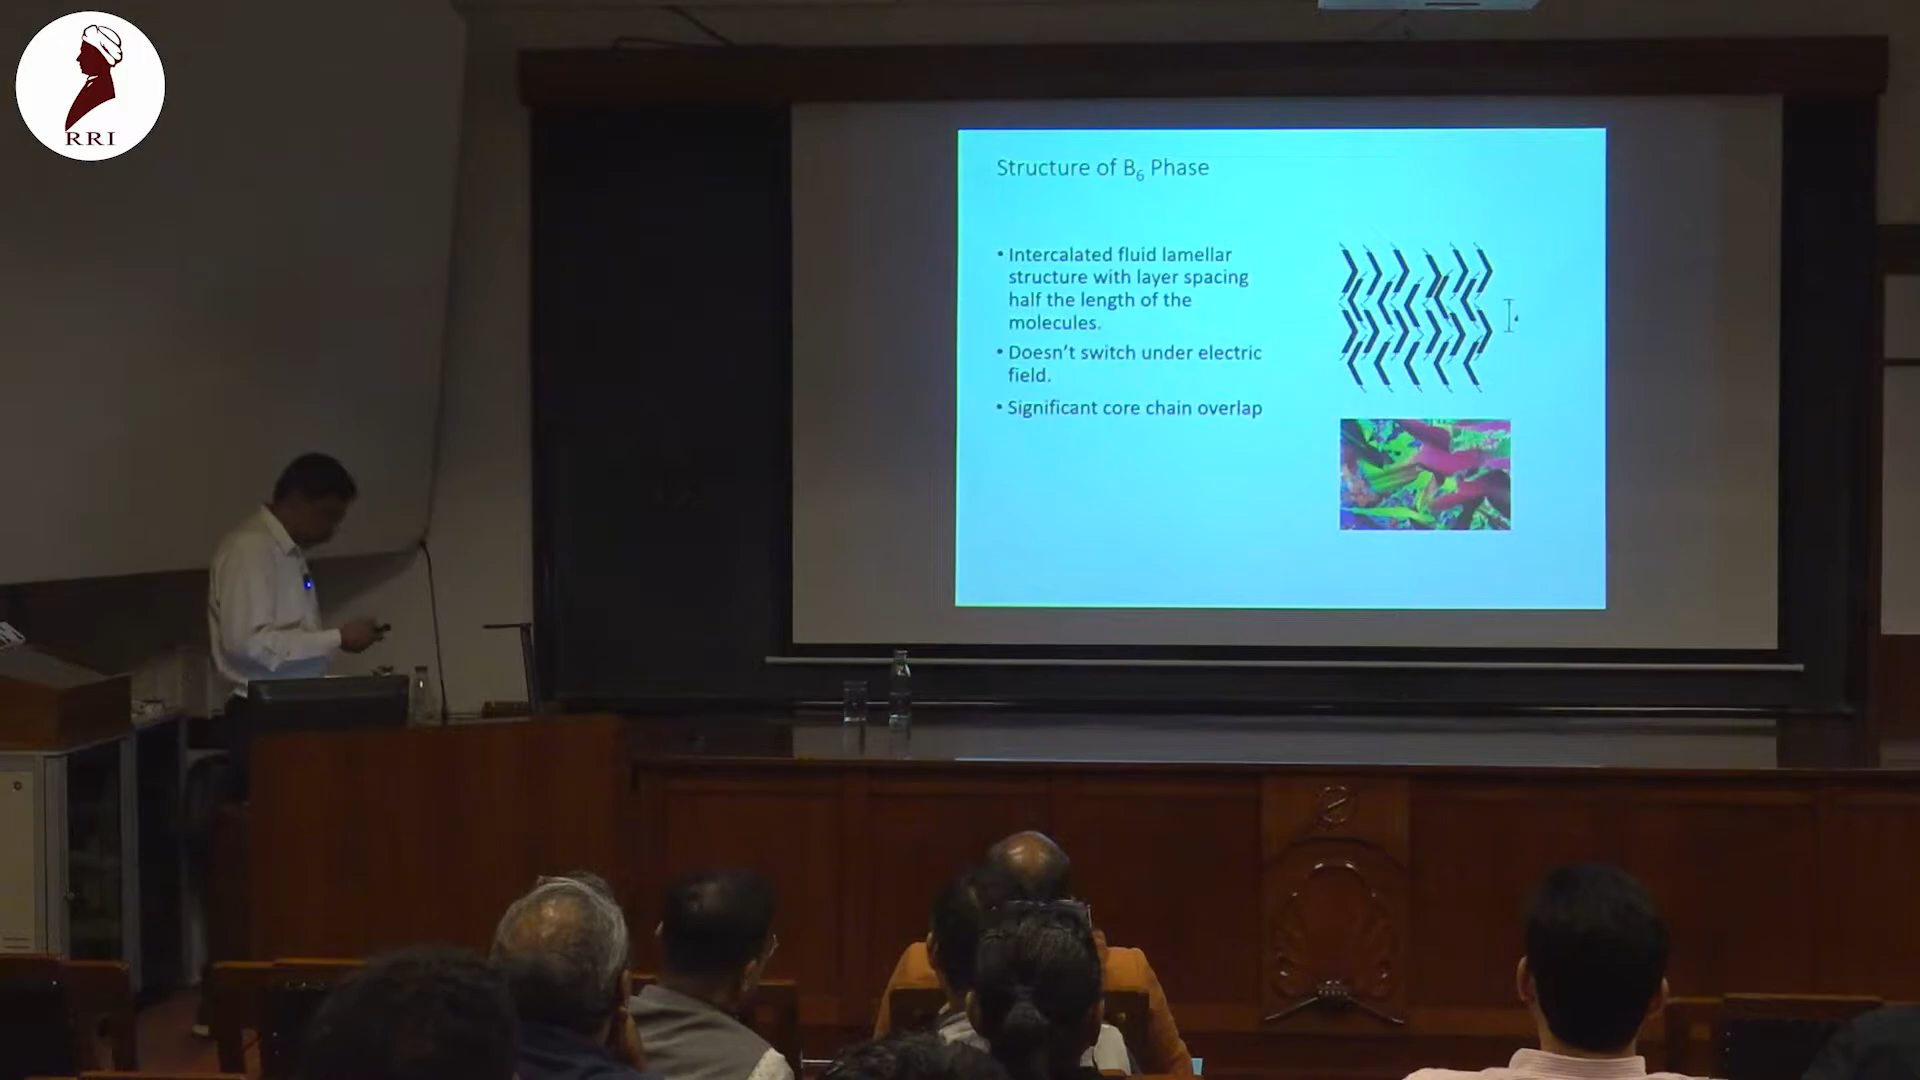 RRI
Structure of B6 Phase
• Intercalated fluid lamellar
structure with layer spacing
half the length of the
molecules.
• Doesn't switch under electric
field.
• Significant core chain overlap